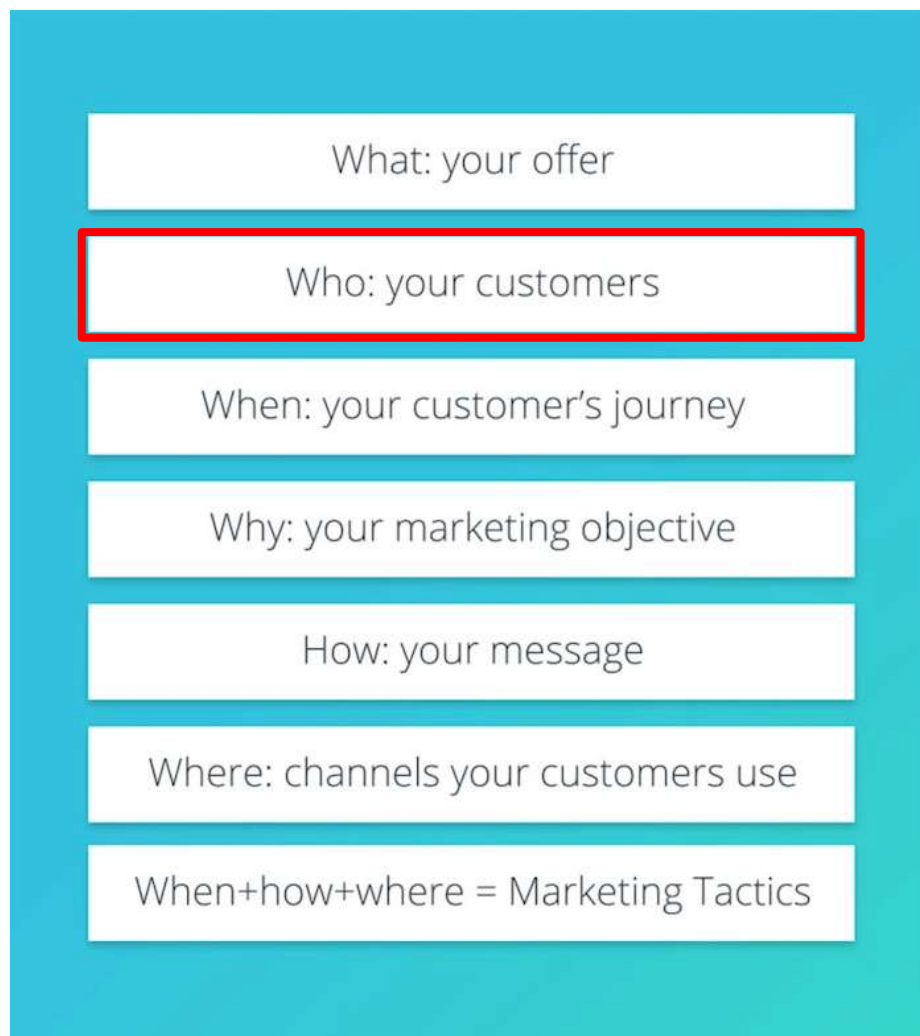 What: your offer
Who: your customers
When: your customer’s journey
Why: your marketing objective
How: your message
Where: channels your customers use
When+how+where = Marketing Tactics